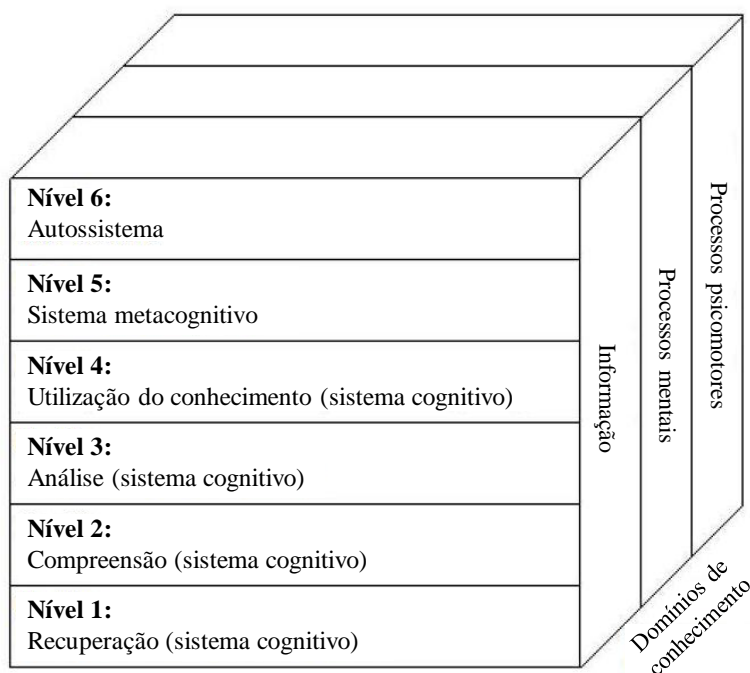 Nível 6:
Autossistema
Nível 5:
Sistema metacognitivo
Nível 4:
Utilização do conhecimento (sistema cognitivo)
Nível 3:
Análise (sistema cognitivo)
Nível 2:
Compreensão (sistema cognitivo)
Nível 1:
Recuperação (sistema cognitivo)
Informação
Processos mentais
Processos psicomotores
Domínios de
conhecimento